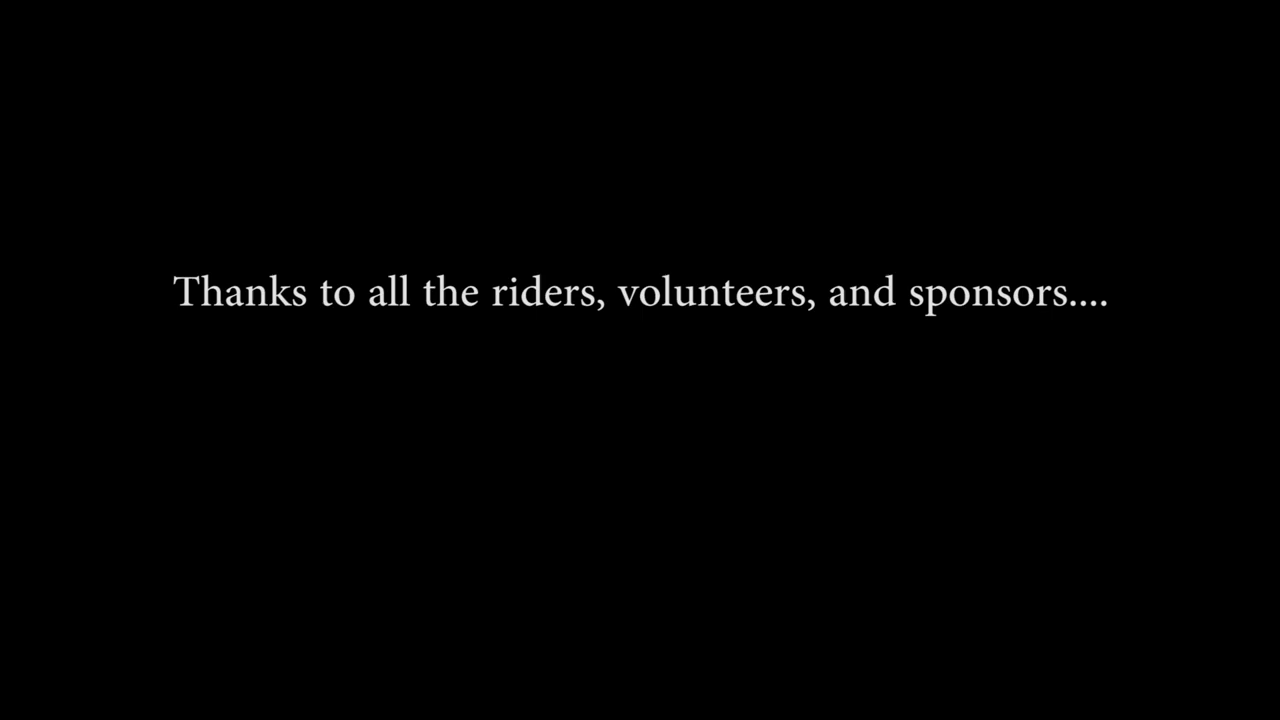 Thanks to all the riders, volunteers, and sponsors....